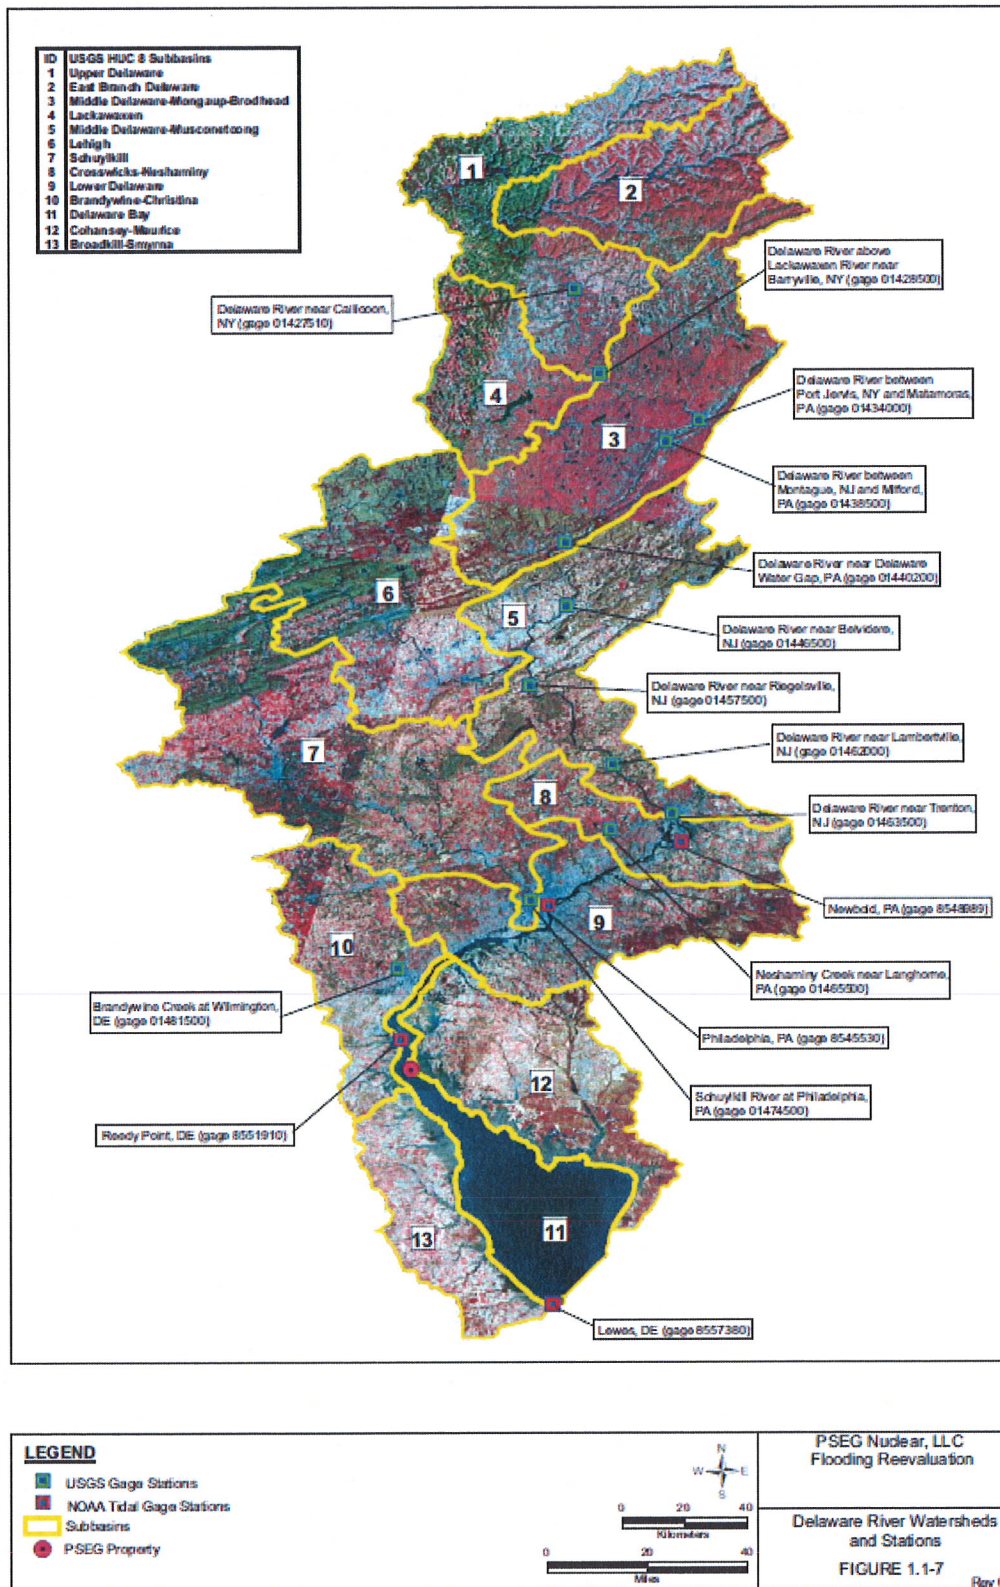 ID USGS HUC 8 Subbasins
1 Upper Delaware
2 East Branch Delaware
3 Middle Delaware-Mongaup-Brodhead
4 Lackawaxen
5 Middle Delaware-Musconetcong
6 Lehigh
7 Schuylkill
8 Crosswicks-Neshaminy
9 Lower Delaware
10 Brandywine-Christina
11 Delaware Bay
12 Cohansey-Maurice
13 Broadkill-Smyrna
1
2
Delaware River above
Lackawaxen River near
Barryville, NY (gage 01428500)
Delaware River near Callicoon,
NY (gage 01427510)
4
3
Delaware River between
Port Jervis, NY and Matamoras,
PA (gage 01434000)
Delaware River between
Montague, NJ and Milford,
PA (gage 01438500)
Delaware River near Delaware
Water Gap, PA (gage 01440200)
6
5
Delaware River near Belvidere,
NJ (gage 01446500)
Delaware River near Riegelsville,
NJ (gage 01457500)
7
Delaware River near Lambertville,
NJ (gage 01462000)
8
Delaware River near Trenton,
NJ (gage 01463500)
Newbold, PA (gage 8548989)
9
10
Neshaminy Creek near Langhorne,
PA (gage 01465500)
Brandywine Creek at Wilmington,
DE (gage 01481500)
Philadelphia, PA (gage 8545530)
12
Schuylkill River at Philadelphia,
PA (gage 01474500)
Reedy Point, DE (gage 8551910)
11
13
Lewes, DE (gage 8557380)
LEGEND
USGS Gage Stations
NOAA Tidal Gage Stations
Subbasins
PSEG Property
N
W E
S
0 20 40
Kilometers
0 20 40
Miles
PSEG Nuclear, LLC
Flooding Reevaluation
Delaware River Watersheds
and Stations
FIGURE 1.1-7
Rev